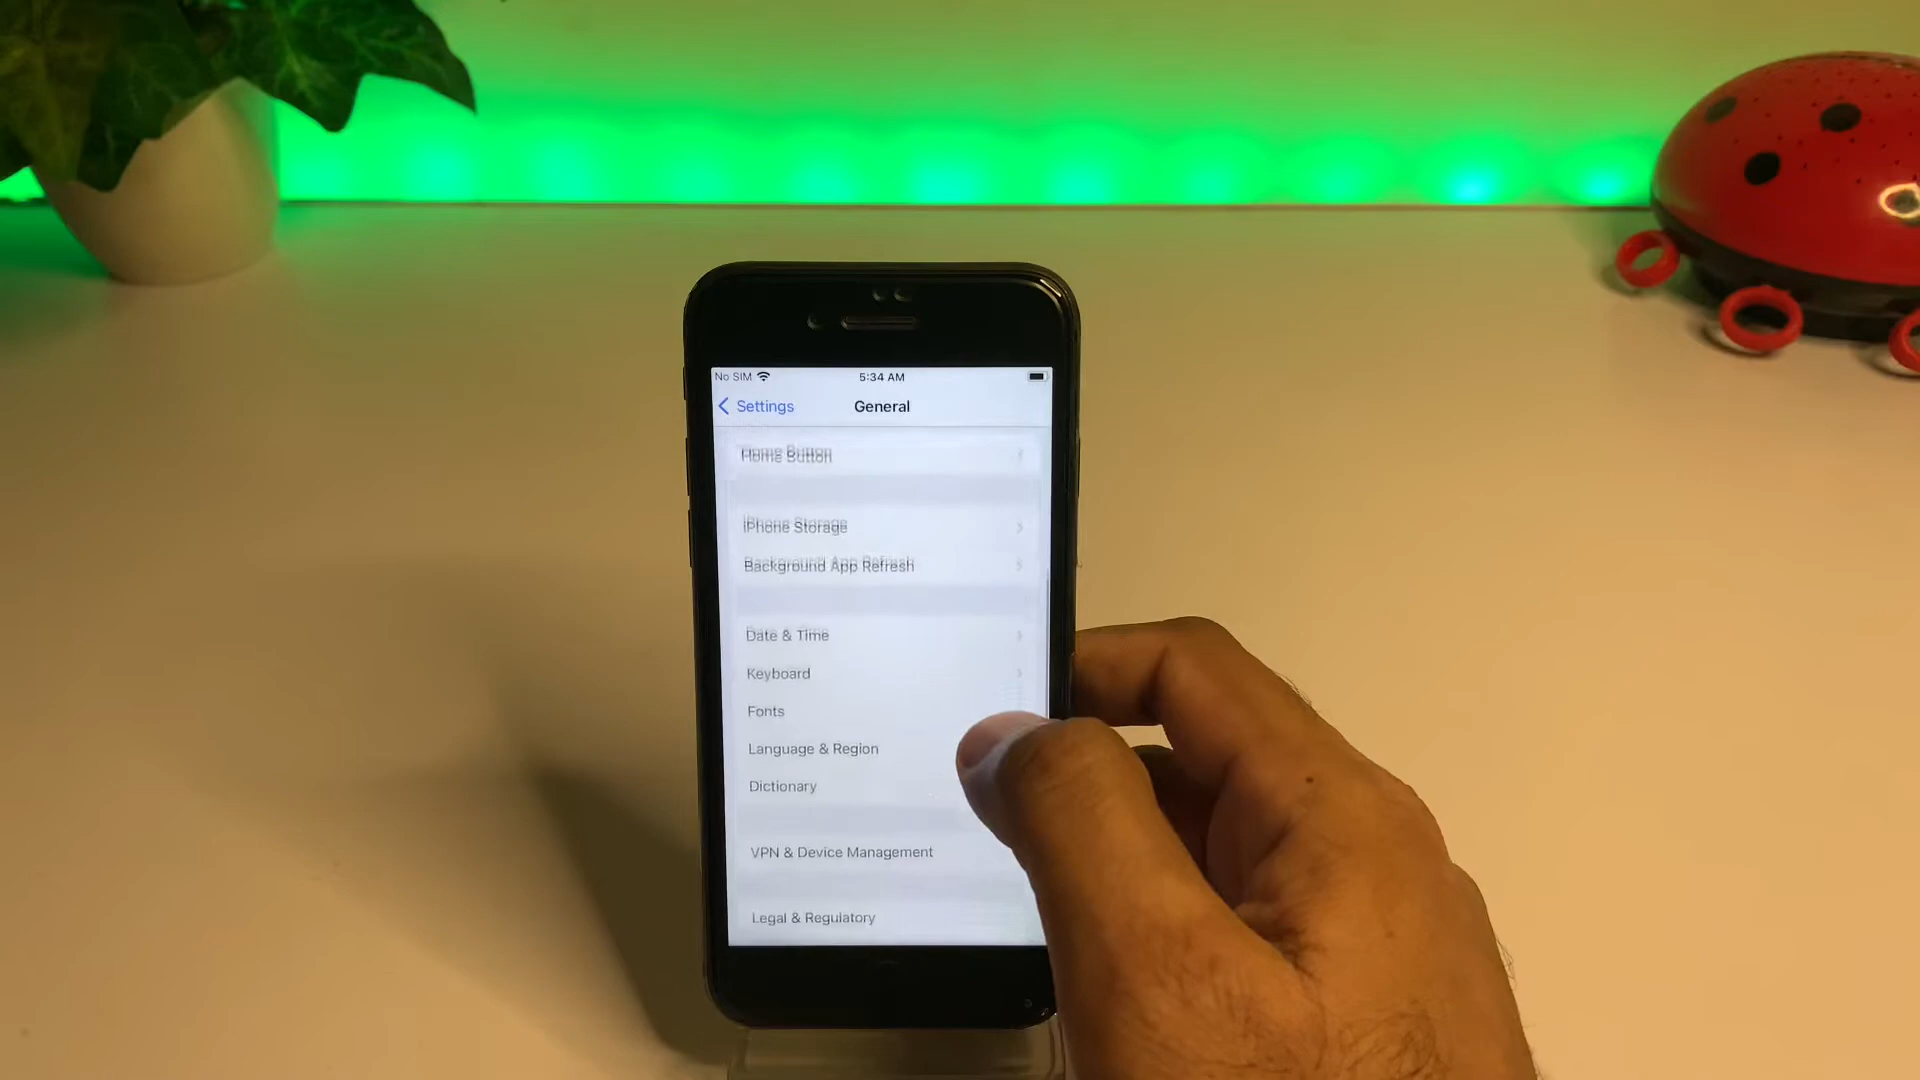 No SIM
5:34 AM
Settings
General
Home Button
iPhone Storage
Background App Refresh
Date & Time
Keyboard
Fonts
Language & Region
Dictionary
VPN & Device Management
Legal & Regulatory